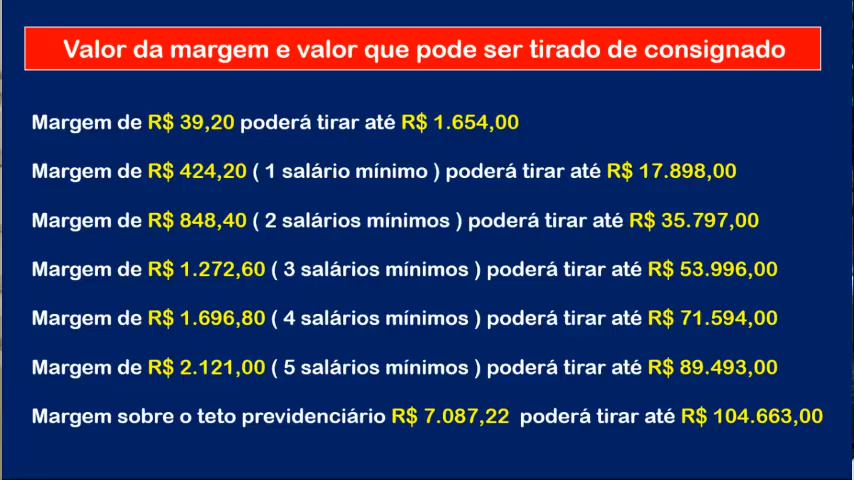 Valor da margem e valor que pode ser tirado de consignado
Margem de R$ 39,20 poderá tirar até R$ 1.654,00
Margem de R$ 424,20 ( 1 salário mínimo ) poderá tirar até R$ 17.898,00
Margem de R$ 848,40 ( 2 salários mínimos ) poderá tirar até R$ 35.797,00
Margem de R$ 1.272,60 ( 3 salários mínimos ) poderá tirar até R$ 53.996,00
Margem de R$ 1.696,80 ( 4 salários mínimos ) poderá tirar até R$ 71.594,00
Margem de R$ 2.121,00 ( 5 salários mínimos ) poderá tirar até R$ 89.493,00
Margem sobre o teto previdenciário R$ 7.087,22 poderá tirar até R$ 104.663,00